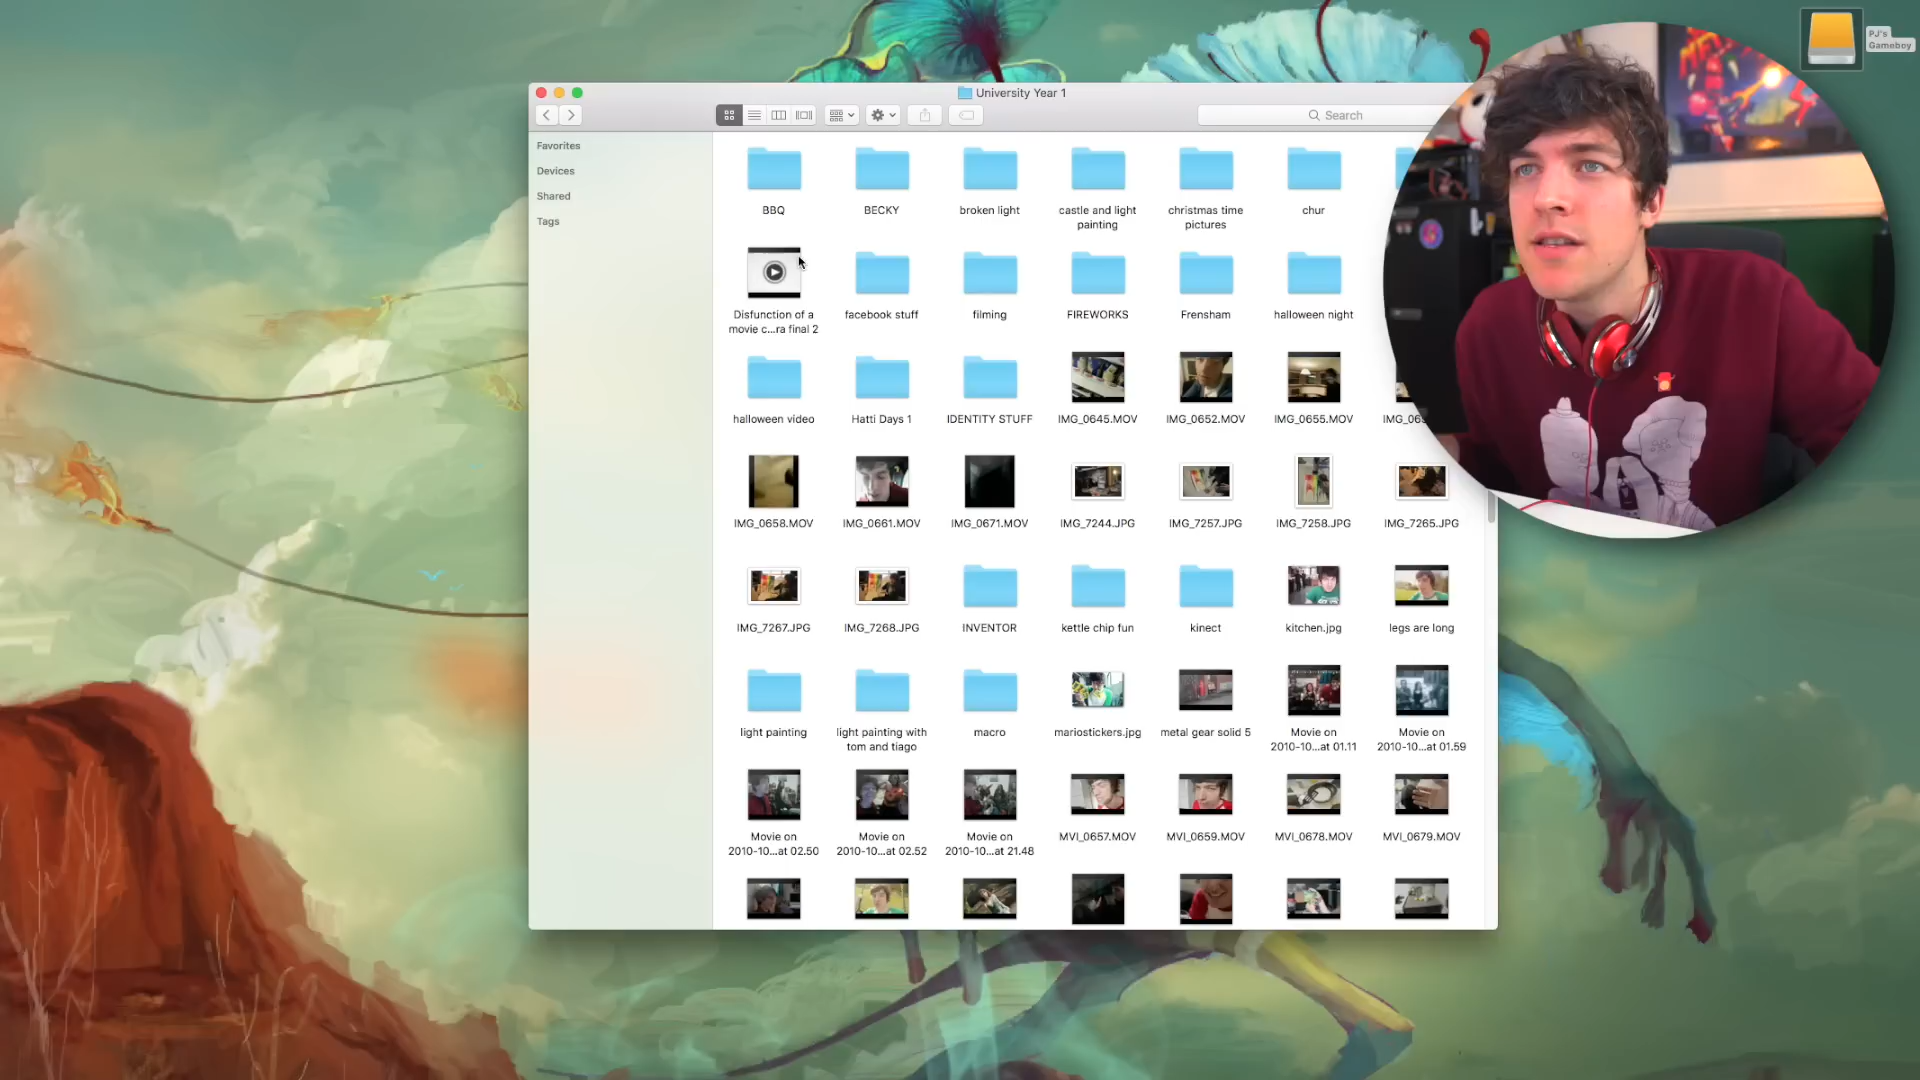 PJ's
Gameboy
University Year 1
Search
Favorites
Devices
Shared
Tags
BBQ
BECKY
broken light
castle and light
painting
christmas time
pictures
chur
Disfunction of a
movie c...ra final 2
facebook stuff
filming
FIREWORKS
Frensham
halloween night
halloween video
Hatti Days 1
IDENTITY STUFF
IMG_0645.MOV
IMG_0652.MOV
IMG_0655.MOV
IMG_0658.MOV
IMG_0661.MOV
IMG_0671.MOV
IMG_7244.JPG
IMG_7257.JPG
IMG_7258.JPG
IMG_7265.JPG
IMG_7267.JPG
IMG_7268.JPG
INVENTOR
kettle chip fun
kinect
kitchen.jpg
legs are long
light painting
light painting with
tom and tiago
macro
mariostickers.jpg
metal gear solid 5
Movie on
2010-10...at 01.11
Movie on
2010-10...at 01.59
Movie on
2010-10...at 02.50
Movie on
2010-10...at 02.52
Movie on
2010-10...at 21.48
MVI_0657.MOV
MVI_0659.MOV
MVI_0678.MOV
MVI_0679.MOV